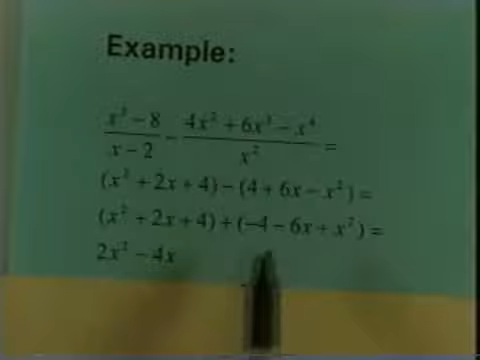 Example:
x³ − 8 / x − 2 − 4x² + 6x³ − x⁴ / x² =
(x² + 2x + 4) − (4 + 6x − x²) =
(x² + 2x + 4) + (−4 − 6x + x²) =
2x² − 4x